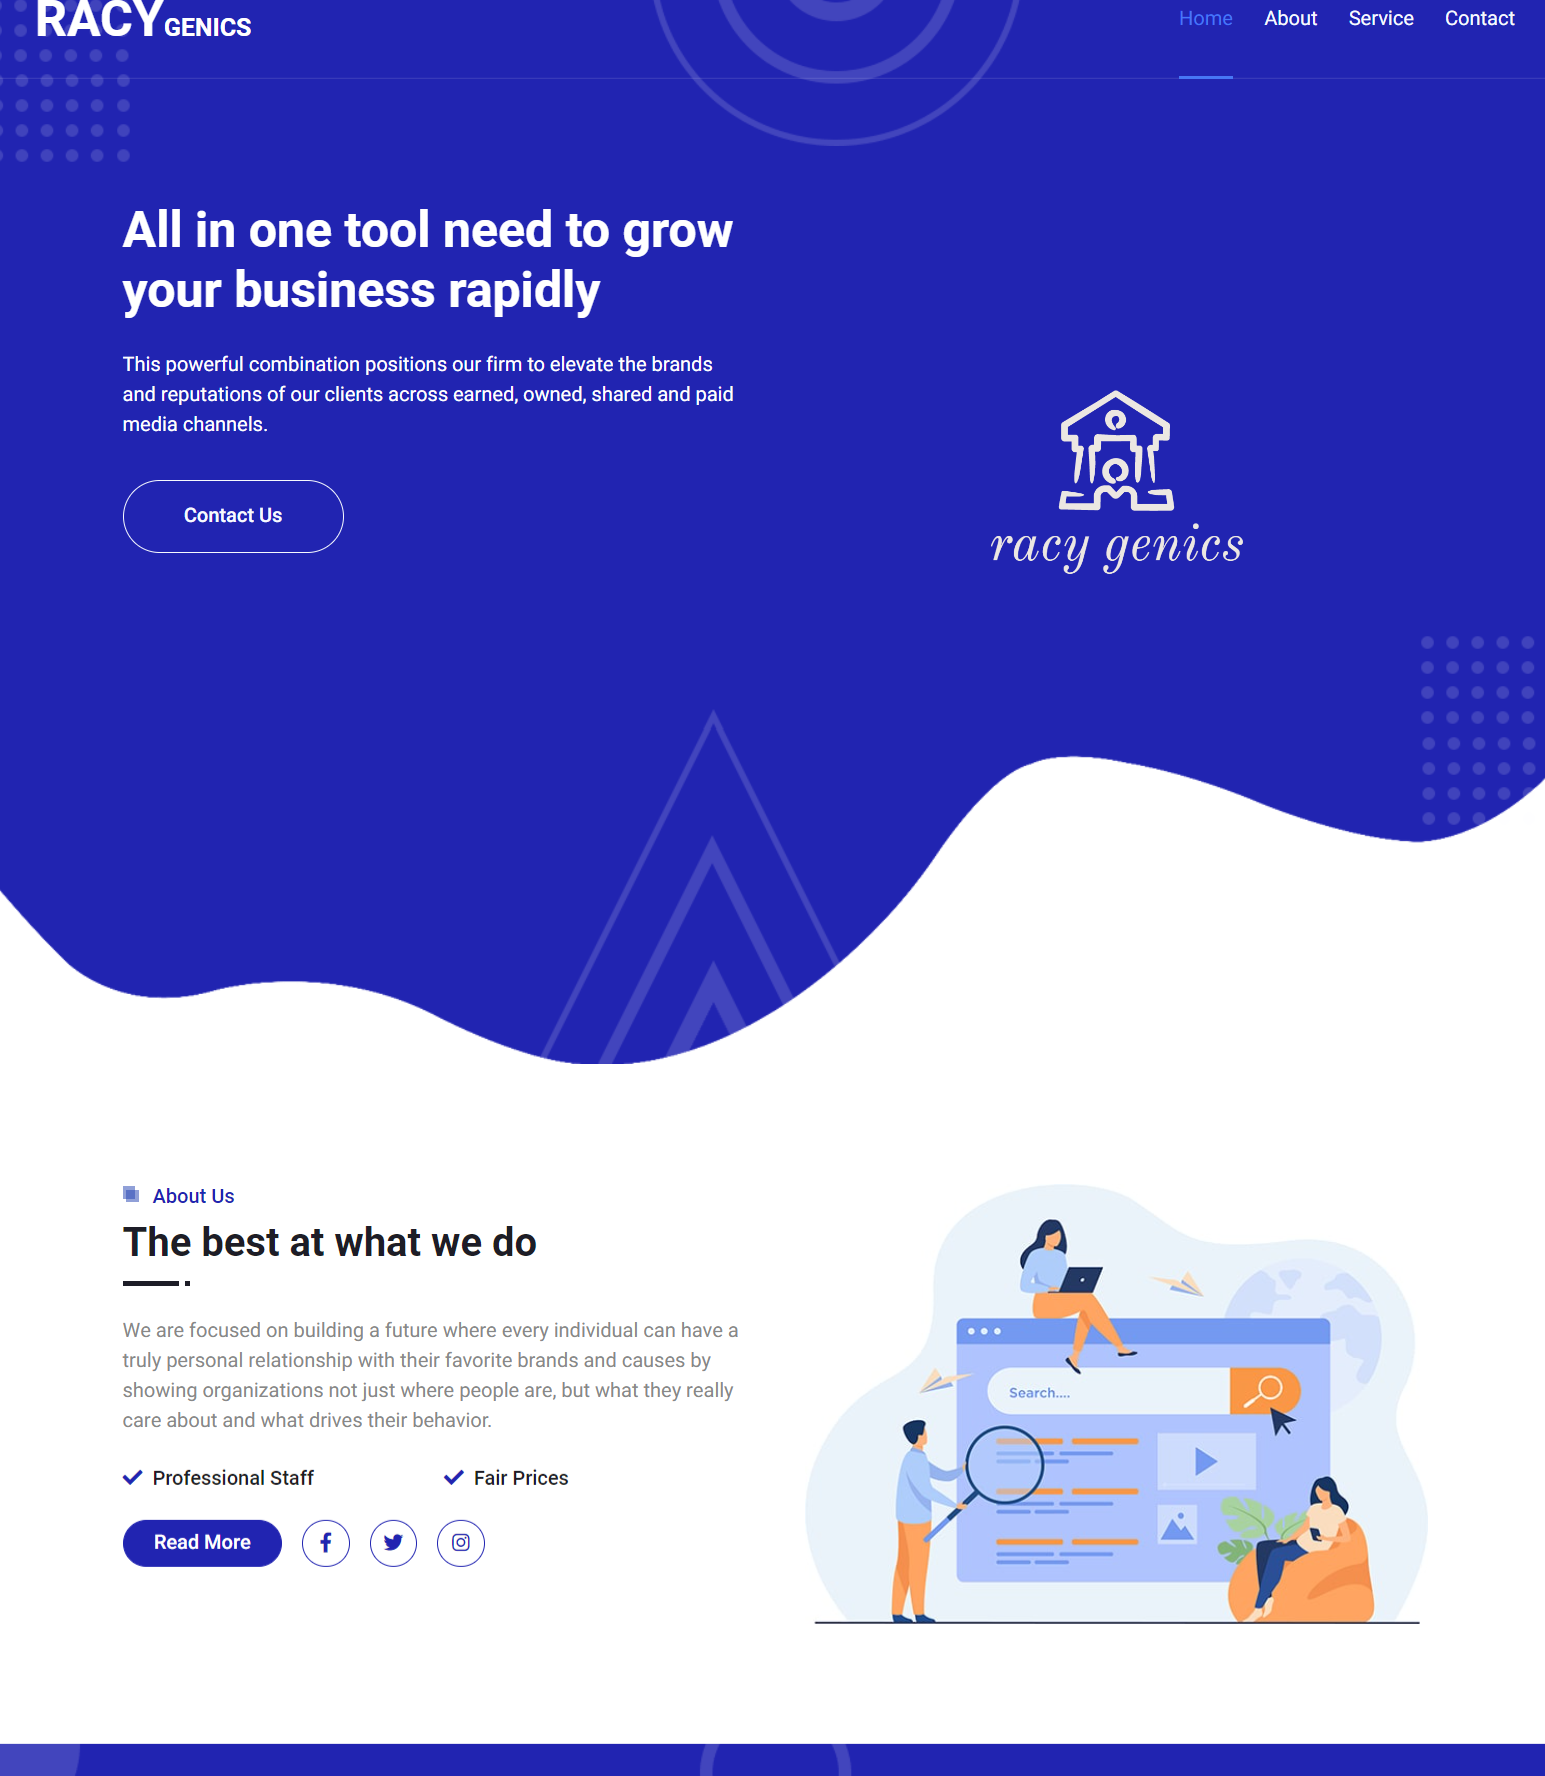 RACYGENICS
Home About Service Contact
All in one tool need to grow
your business rapidly
This powerful combination positions our firm to elevate the brands
and reputations of our clients across earned, owned, shared and paid
media channels.
Contact Us
racy genics
About Us
The best at what we do
We are focused on building a future where every individual can have a
truly personal relationship with their favorite brands and causes by
showing organizations not just where people are, but what they really
care about and what drives their behavior.
Professional Staff Fair Prices
Read More
Search....